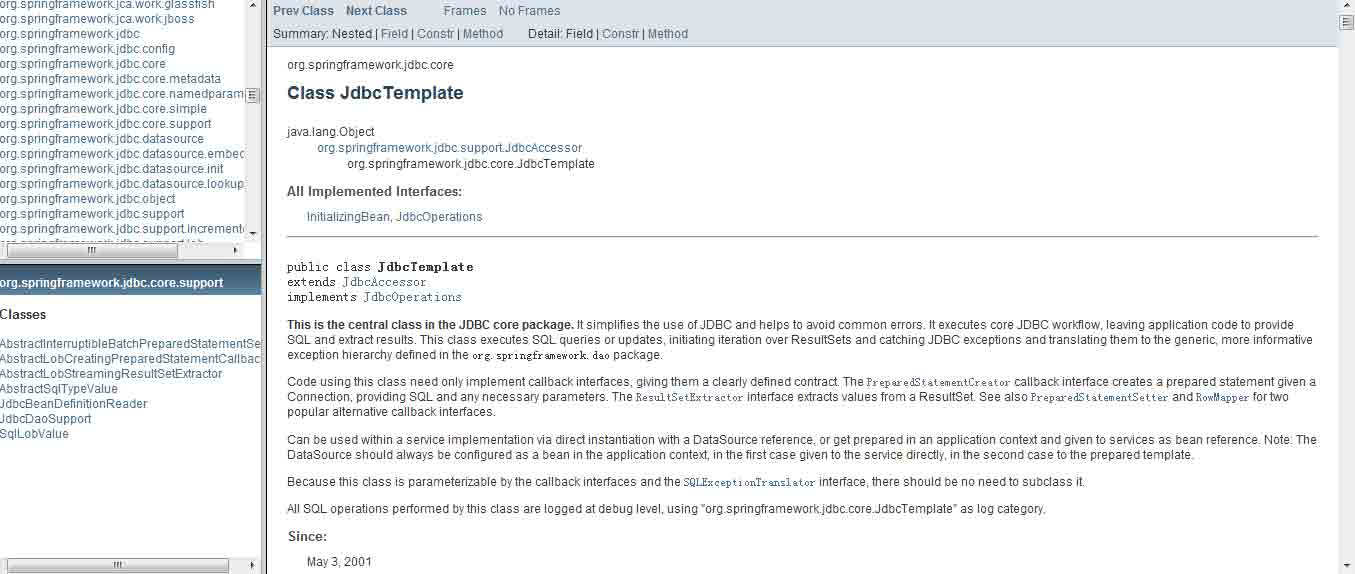 org.springframework.jca.work.glassfish
org.springframework.jca.work.jboss
org.springframework.jdbc
org.springframework.jdbc.config
org.springframework.jdbc.core
org.springframework.jdbc.core.metadata
org.springframework.jdbc.core.namedparam
org.springframework.jdbc.core.simple
org.springframework.jdbc.core.support
org.springframework.jdbc.datasource
org.springframework.jdbc.datasource.embed
org.springframework.jdbc.datasource.init
org.springframework.jdbc.datasource.lookup
org.springframework.jdbc.object
org.springframework.jdbc.support
org.springframework.jdbc.support.incremente
org.springframework.jdbc.core.support
Classes
AbstractInterruptibleBatchPreparedStatementSe
AbstractLobCreatingPreparedStatementCallbac
AbstractLobStreamingResultSetExtractor
AbstractSqlTypeValue
JdbcBeanDefinitionReader
JdbcDaoSupport
SqlLobValue
Prev Class Next Class Frames No Frames
Summary: Nested | Field | Constr | Method Detail: Field | Constr | Method
org.springframework.jdbc.core
Class JdbcTemplate
java.lang.Object
org.springframework.jdbc.support.JdbcAccessor
org.springframework.jdbc.core.JdbcTemplate
All Implemented Interfaces:
InitializingBean, JdbcOperations
public class JdbcTemplate
extends JdbcAccessor
implements JdbcOperations
This is the central class in the JDBC core package. It simplifies the use of JDBC and helps to avoid common errors. It executes core JDBC workflow, leaving application code to provide
SQL and extract results. This class executes SQL queries or updates, initiating iteration over ResultSets and catching JDBC exceptions and translating them to the generic, more informative
exception hierarchy defined in the org.springframework.dao package.
Code using this class need only implement callback interfaces, giving them a clearly defined contract. The PreparedStatementCreator callback interface creates a prepared statement given a
Connection, providing SQL and any necessary parameters. The ResultSetExtractor interface extracts values from a ResultSet. See also PreparedStatementSetter and RowMapper for two
popular alternative callback interfaces.
Can be used within a service implementation via direct instantiation with a DataSource reference, or get prepared in an application context and given to services as bean reference. Note: The
DataSource should always be configured as a bean in the application context, in the first case given to the service directly, in the second case to the prepared template.
Because this class is parameterizable by the callback interfaces and the SQLExceptionTranslator interface, there should be no need to subclass it.
All SQL operations performed by this class are logged at debug level, using "org.springframework.jdbc.core.JdbcTemplate" as log category.
Since:
May 3, 2001